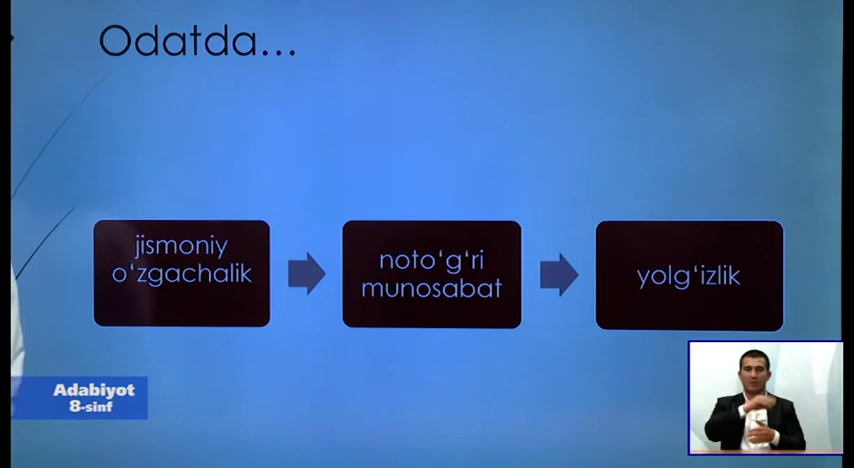 Odatda...
jismoniy
o‘zgachalik
noto‘g‘ri
munosabat
yolg‘izlik
Adabiyot
8-sinf